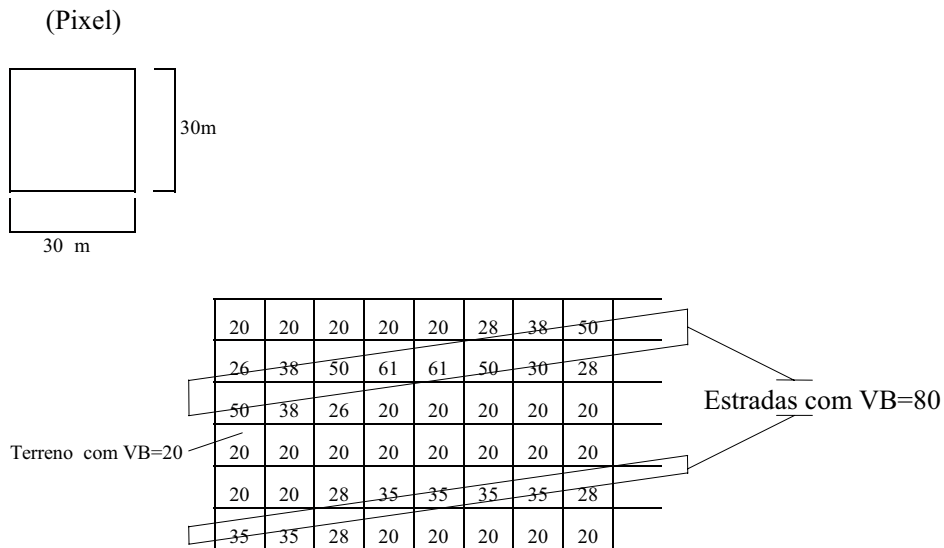 (Pixel)
30m
30 m
20 20 20 20 20 28 38 50
26 38 50 61 61 50 30 28
50 38 26 20 20 20 20 20
Estradas com VB=80
Terreno com VB=20
20 20 20 20 20 20 20 20
20 20 28 35 35 35 35 28
35 35 28 20 20 20 20 20